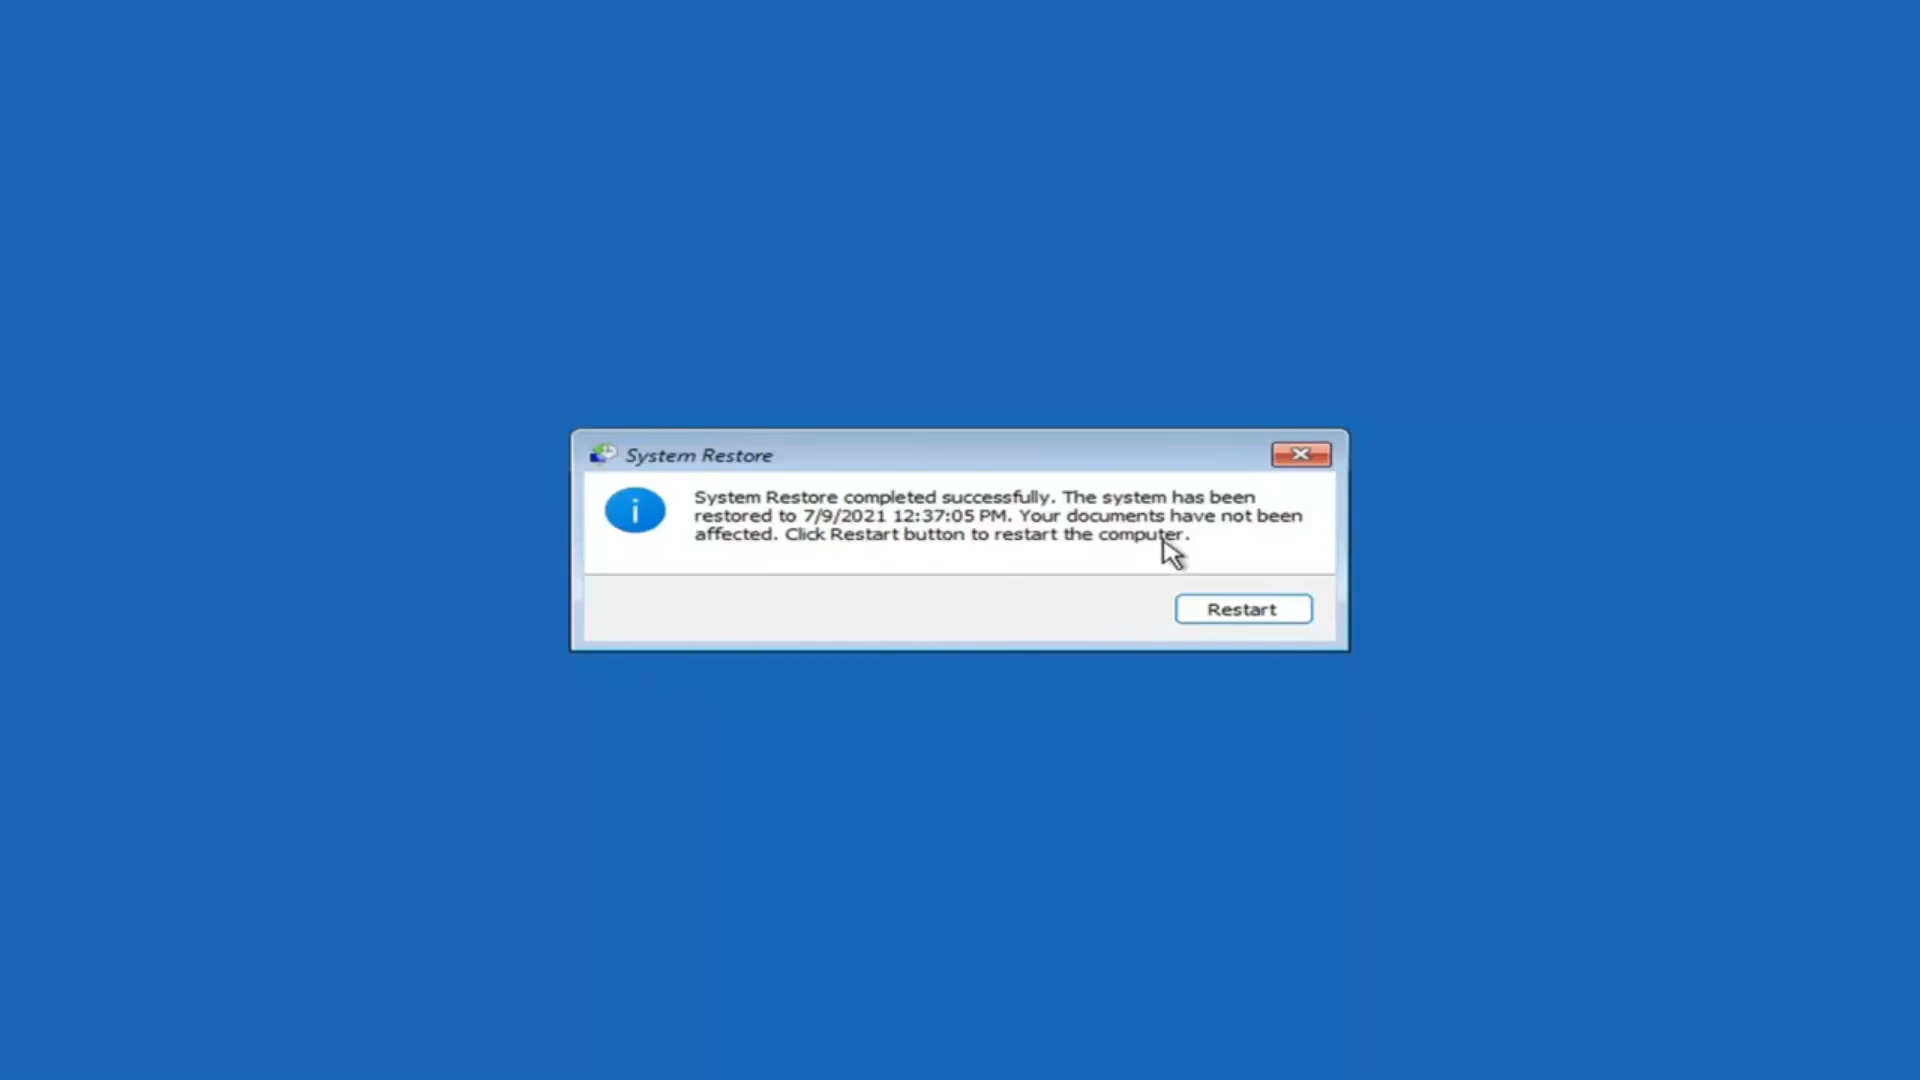 System Restore
System Restore completed successfully. The system has been
restored to 7/9/2021 12:37:05 PM. Your documents have not been
affected. Click Restart button to restart the computer.
Restart